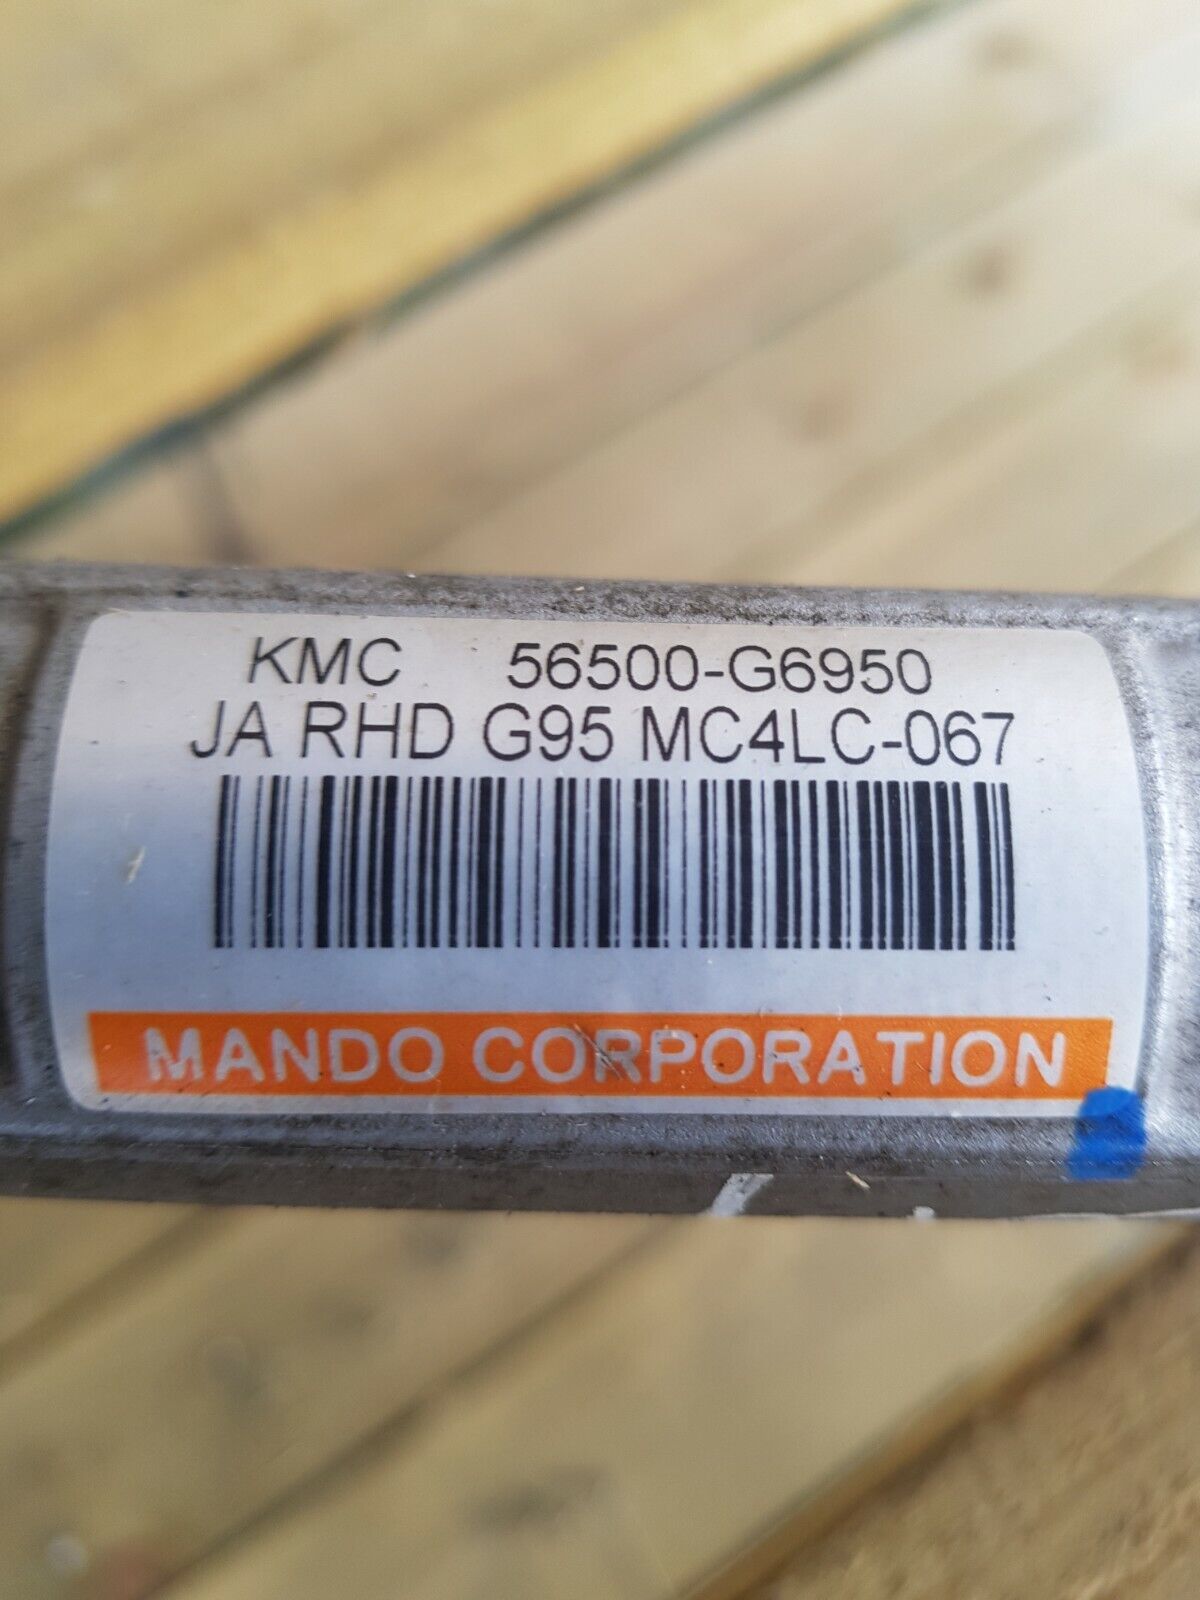 KMC 56500-G6950
JA RHD G95 MC4LC-067
MANDO CORPORATION